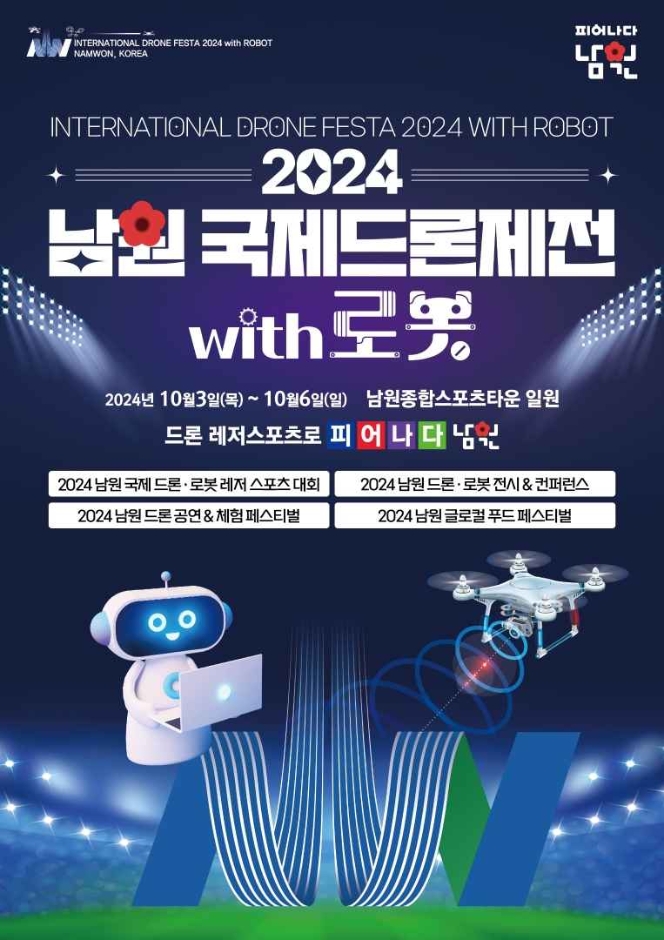 INTERNATIONAL DRONE FESTA 2024 with ROBOT
NAMWON, KOREA
피어나다
남원
INTERNATIONAL DRONE FESTA 2024 WITH ROBOT
2024
남원 국제드론제전
with로봇
2024년 10월3일(목) ~ 10월6일(일) 남원종합스포츠타운 일원
드론 레저스포츠로 피어나다 남원
2024 남원 국제 드론·로봇 레저 스포츠 대회
2024 남원 드론·로봇 전시 & 컨퍼런스
2024 남원 드론 공연 & 체험 페스티벌
2024 남원 글로컬 푸드 페스티벌